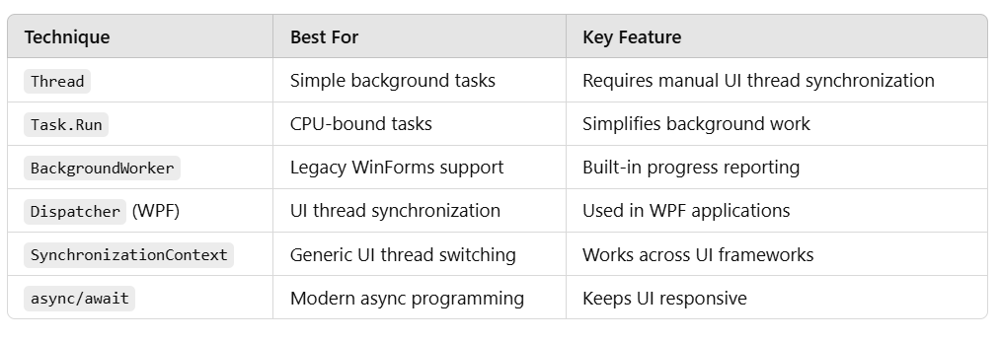 Technique Best For Key Feature
Thread Simple background tasks Requires manual UI thread synchronization
Task.Run CPU-bound tasks Simplifies background work
BackgroundWorker Legacy WinForms support Built-in progress reporting
Dispatcher (WPF) UI thread synchronization Used in WPF applications
SynchronizationContext Generic UI thread switching Works across UI frameworks
async/await Modern async programming Keeps UI responsive